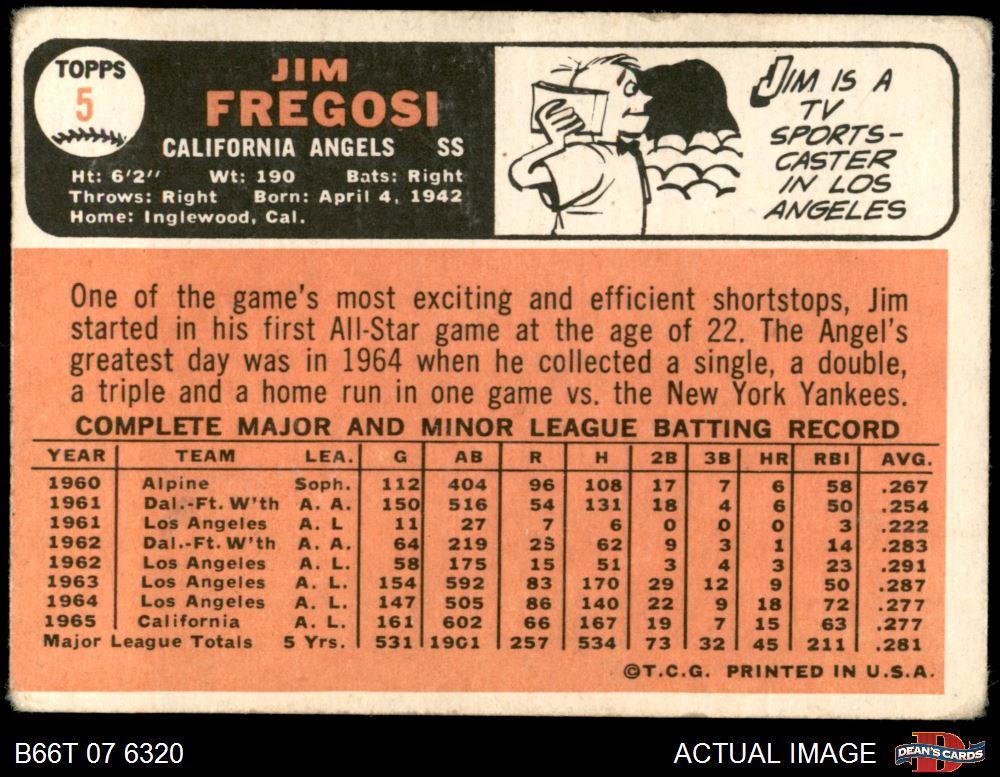 TOPPS
5
JIM
FREGOSI
CALIFORNIA ANGELS SS
Ht: 6'2" Wt: 190 Bats: Right
Throws: Right Born: April 4, 1942
Home: Inglewood, Cal.
JIM IS A
TV
SPORTS-
CASTER
IN LOS
ANGELES
One of the game's most exciting and efficient shortstops, Jim
started in his first All-Star game at the age of 22. The Angel's
greatest day was in 1964 when he collected a single, a double,
a triple and a home run in one game vs. the New York Yankees.
COMPLETE MAJOR AND MINOR LEAGUE BATTING RECORD
YEAR TEAM LEA. G AB R H 2B 3B HR RBI AVG.
1960 Alpine Soph. 112 404 96 108 17 7 6 58 .267
1961 Dal.-Ft. W'th A. A. 150 516 54 131 18 4 6 50 .254
1961 Los Angeles A. L 11 27 7 6 0 0 0 3 .222
1962 Dal.-Ft. W'th A. A. 64 219 25 62 9 3 1 14 .283
1962 Los Angeles A. L. 58 175 15 51 3 4 3 23 .291
1963 Los Angeles A. L. 154 592 83 170 29 12 9 50 .287
1964 Los Angeles A. L. 147 505 86 140 22 9 18 72 .277
1965 California A. L. 161 602 66 167 19 7 15 63 .277
Major League Totals 5 Yrs. 531 1901 257 534 73 32 45 211 .281
©T.C.G. PRINTED IN U.S.A.
B66T 07 6320 ACTUAL IMAGE DEAN'S CARDS